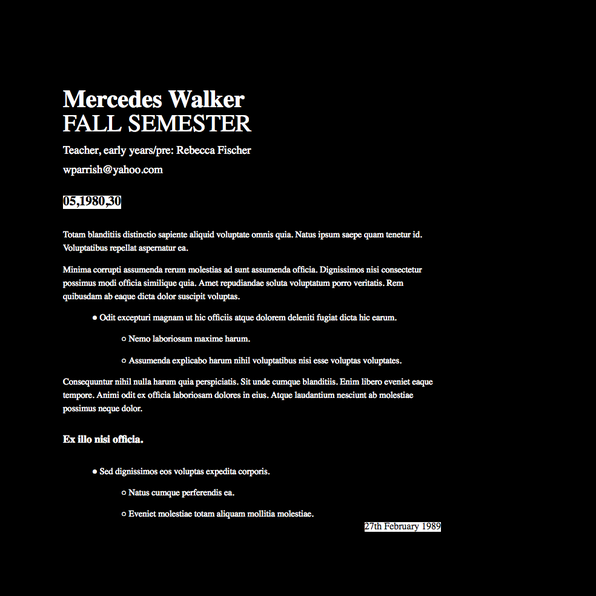 Mercedes Walker
FALL SEMESTER
Teacher, early years/pre: Rebecca Fischer
wparrish@yahoo.com
05,1980,30
Totam blanditiis distinctio sapiente aliquid voluptate omnis quia. Natus ipsum saepe quam tenetur id.
Voluptatibus repellat aspernatur ea.
Minima corrupti assumenda rerum molestias ad sunt assumenda officia. Dignissimos nisi consectetur
possimus modi officia similique quia. Amet repudiandae soluta voluptatum porro veritatis. Rem
quibusdam ab eaque dicta dolor suscipit voluptas.
● Odit excepturi magnam ut hic officiis atque dolorem deleniti fugiat dicta hic earum.
○ Nemo laboriosam maxime harum.
○ Assumenda explicabo harum nihil voluptatibus nisi esse voluptas voluptates.
Consequuntur nihil nulla harum quia perspiciatis. Sit unde cumque blanditiis. Enim libero eveniet eaque
tempore. Animi odit ex officia laboriosam dolores in eius. Atque laudantium nesciunt ab molestiae
possimus neque dolor.
Ex illo nisi officia.
● Sed dignissimos eos voluptas expedita corporis.
○ Natus cumque perferendis ea.
○ Eveniet molestiae totam aliquam mollitia molestiae.
27th February 1989